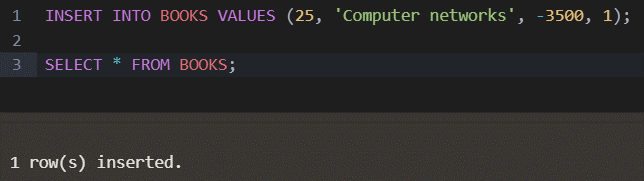 1 INSERT INTO BOOKS VALUES (25, 'Computer networks', -3500, 1);
2
3 SELECT * FROM BOOKS;
1 row(s) inserted.